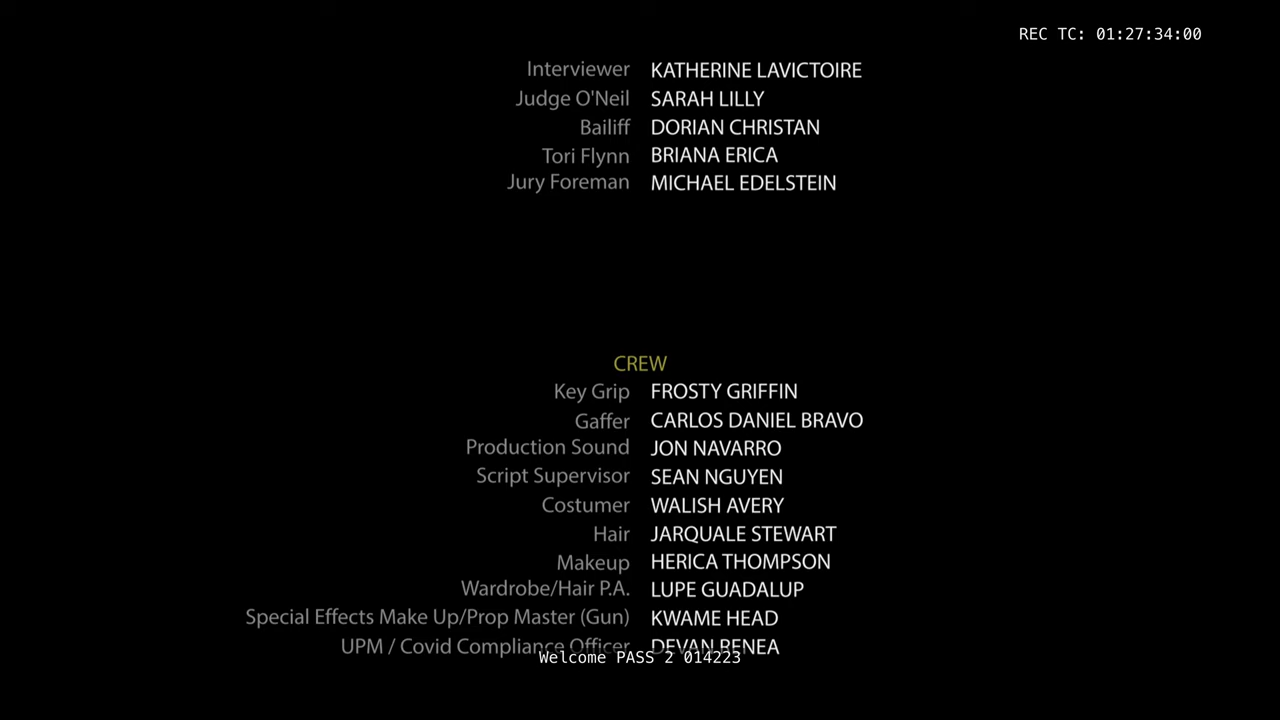 REC TC: 01:27:34:00
Interviewer KATHERINE LAVICTOIRE
Judge O'Neil SARAH LILLY
Bailiff DORIAN CHRISTAN
Tori Flynn BRIANA ERICA
Jury Foreman MICHAEL EDELSTEIN
CREW
Key Grip FROSTY GRIFFIN
Gaffer CARLOS DANIEL BRAVO
Production Sound JON NAVARRO
Script Supervisor SEAN NGUYEN
Costumer WALISH AVERY
Hair JARQUALE STEWART
Makeup HERICA THOMPSON
Wardrobe/Hair P.A. LUPE GUADALUP
Special Effects Make Up/Prop Master (Gun) KWAME HEAD
UPM / Covid Compliance Officer DEVAN RENEA
Welcome PASS 2 014223